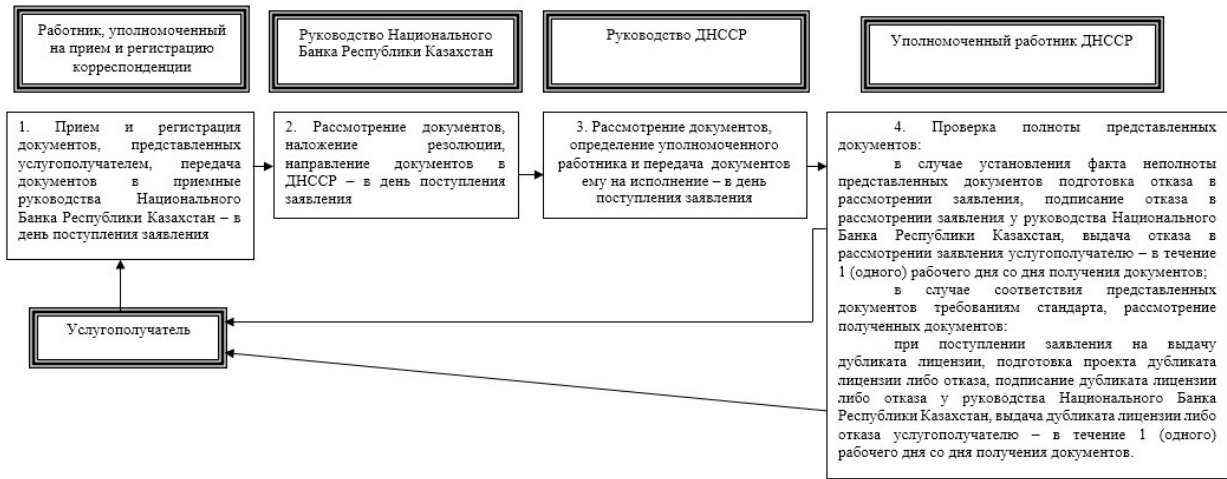 Работник, уполномоченный
на прием и регистрацию
корреспонденции
Руководство Национального
Банка Республики Казахстан
Руководство ДНССР
Уполномоченный работник ДНССР
1. Прием и регистрация
документов, представленных
услугополучателем, передача
документов в приемные
руководства Национального
Банка Республики Казахстан – в
день поступления заявления
2. Рассмотрение документов,
наложение резолюции,
направление документов в
ДНССР – в день поступления
заявления
3. Рассмотрение документов,
определение уполномоченного
работника и передача документов
ему на исполнение – в день
поступления заявления
4. Проверка полноты представленных
документов:
в случае установления факта неполноты
представленных документов подготовка отказа в
рассмотрении заявления, подписание отказа в
рассмотрении заявления у руководства Национального
Банка Республики Казахстан, выдача отказа в
рассмотрении заявления услугополучателю – в течение
1 (одного) рабочего дня со дня получения документов;
в случае соответствия представленных
документов требованиям стандарта, рассмотрение
полученных документов:
при поступлении заявления на выдачу
дубликата лицензии, подготовка проекта дубликата
лицензии либо отказа, подписание дубликата лицензии
либо отказа у руководства Национального Банка
Республики Казахстан, выдача дубликата лицензии либо
отказа услугополучателю – в течение 1 (одного)
рабочего дня со дня получения документов.
Услугополучатель